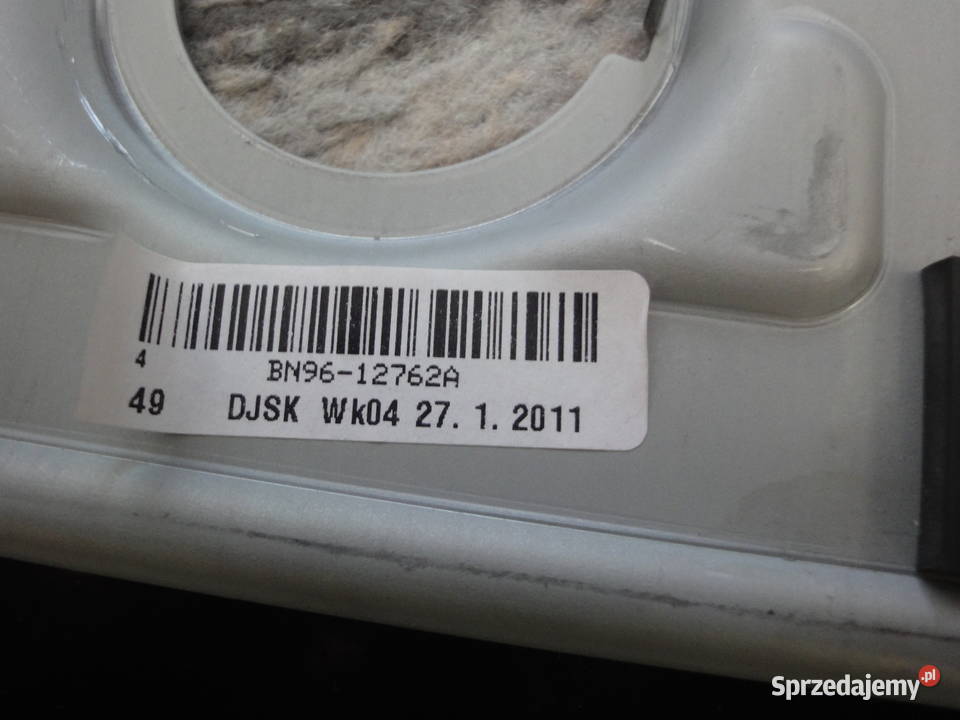 4
BN96-12762A
49 DJSK Wk04 27. 1. 2011
Sprzedajemy.pl